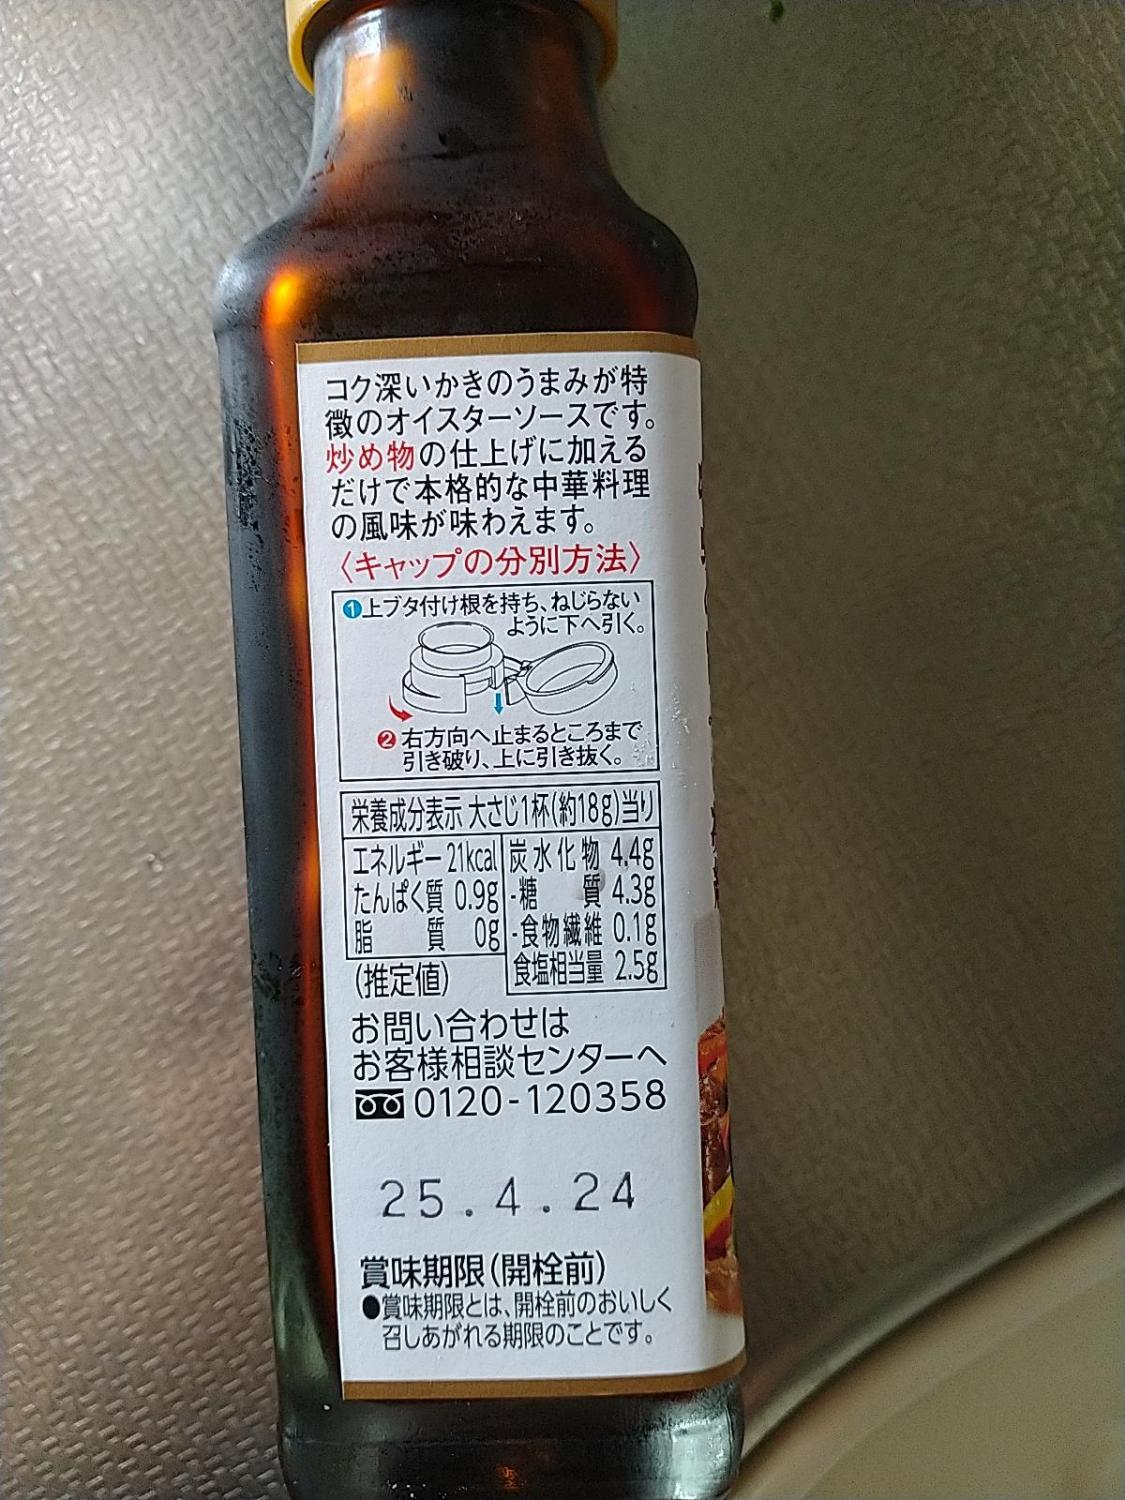 コク深いかきのうまみが特
徴のオイスターソースです。
炒め物の仕上げに加える
だけで本格的な中華料理
の風味が味わえます。
〈キャップの分別方法〉
❶上ブタ付け根を持ち、ねじらない
ように下へ引く。
❷右方向へ止まるところまで
引き破り、上に引き抜く。
栄養成分表示 大さじ1杯(約18g)当り
エネルギー 21kcal
たんぱく質 0.9g
脂質 0g
炭水化物 4.4g
-糖質 4.3g
-食物繊維 0.1g
食塩相当量 2.5g
(推定値)
お問い合わせは
お客様相談センターへ
0120-120358
25.4.24
賞味期限(開栓前)
●賞味期限とは、開栓前のおいしく
召しあがれる期限のことです。